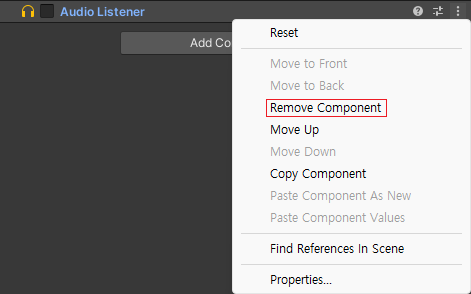 Audio Listener
Add Co
Reset
Move to Front
Move to Back
Remove Component
Move Up
Move Down
Copy Component
Paste Component As New
Paste Component Values
Find References In Scene
Properties...